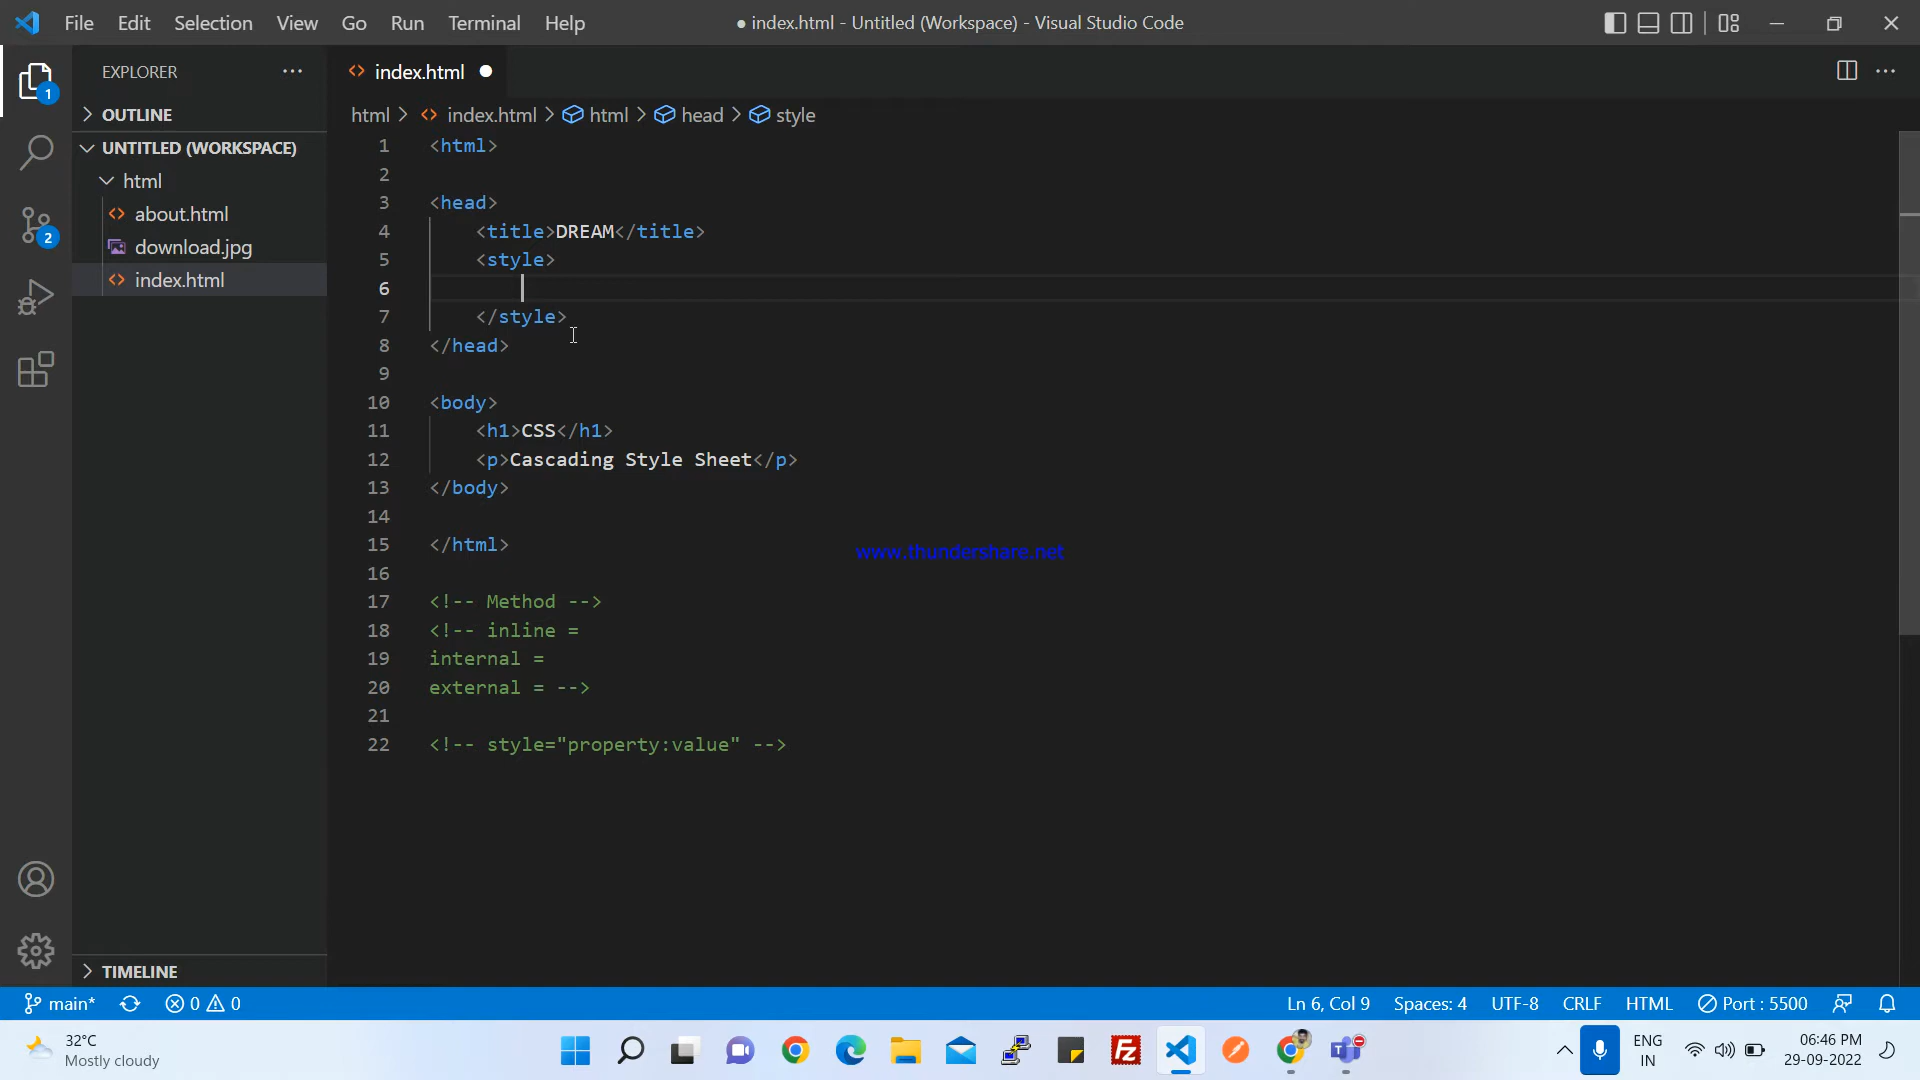 File Edit Selection View Go Run Terminal Help
● index.html - Untitled (Workspace) - Visual Studio Code
EXPLORER
1
OUTLINE
UNTITLED (WORKSPACE)
html
about.html
download.jpg
index.html
2
TIMELINE
index.html
html > index.html > html > head > style
1 <html>
2
3 <head>
4 <title>DREAM</title>
5 <style>
6
7 </style>
8 </head>
9
10 <body>
11 <h1>CSS</h1>
12 <p>Cascading Style Sheet</p>
13 </body>
14
15 </html>
16
17 <!-- Method -->
18 <!-- inline =
19 internal =
20 external = -->
21
22 <!-- style="property:value" -->
www.thundershare.net
main* 0 0 Ln 6, Col 9 Spaces: 4 UTF-8 CRLF HTML Port : 5500
32°C
Mostly cloudy
Fz
ENG
IN
06:46 PM
29-09-2022